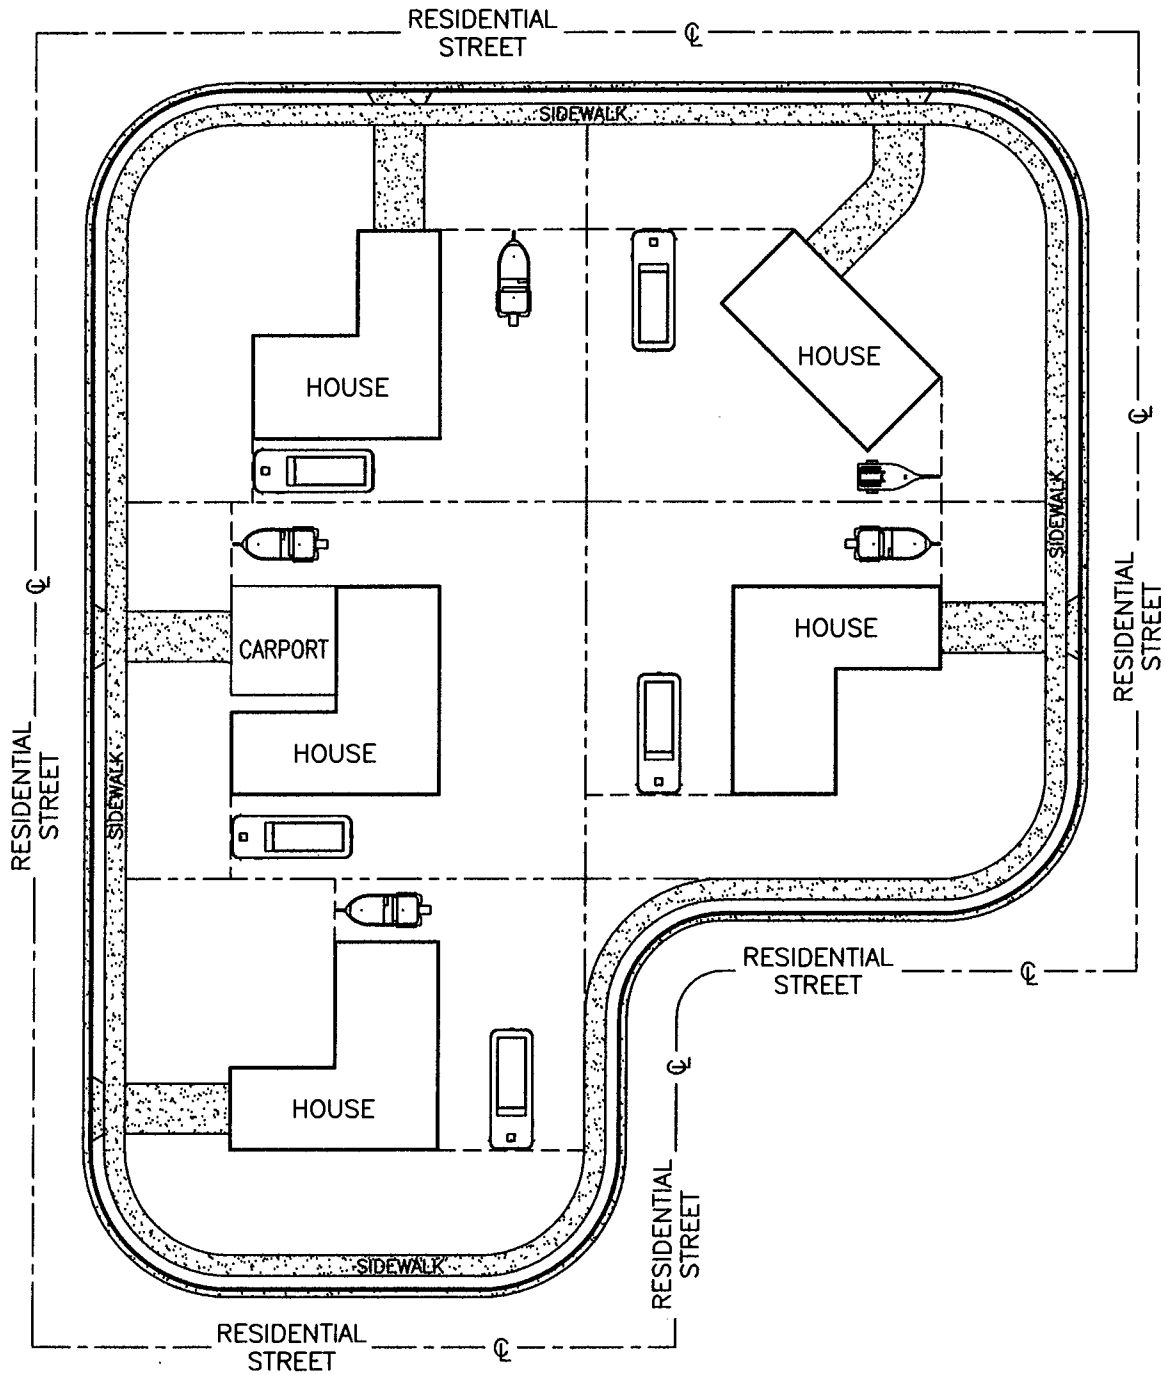 RESIDENTIAL
STREET
℄
SIDEWALK
HOUSE
HOUSE
℄
SIDEWALK
℄
RESIDENTIAL
STREET
HOUSE
CARPORT
HOUSE
RESIDENTIAL
STREET
SIDEWALK
RESIDENTIAL
STREET
℄
℄
HOUSE
RESIDENTIAL
STREET
SIDEWALK
RESIDENTIAL
STREET
℄